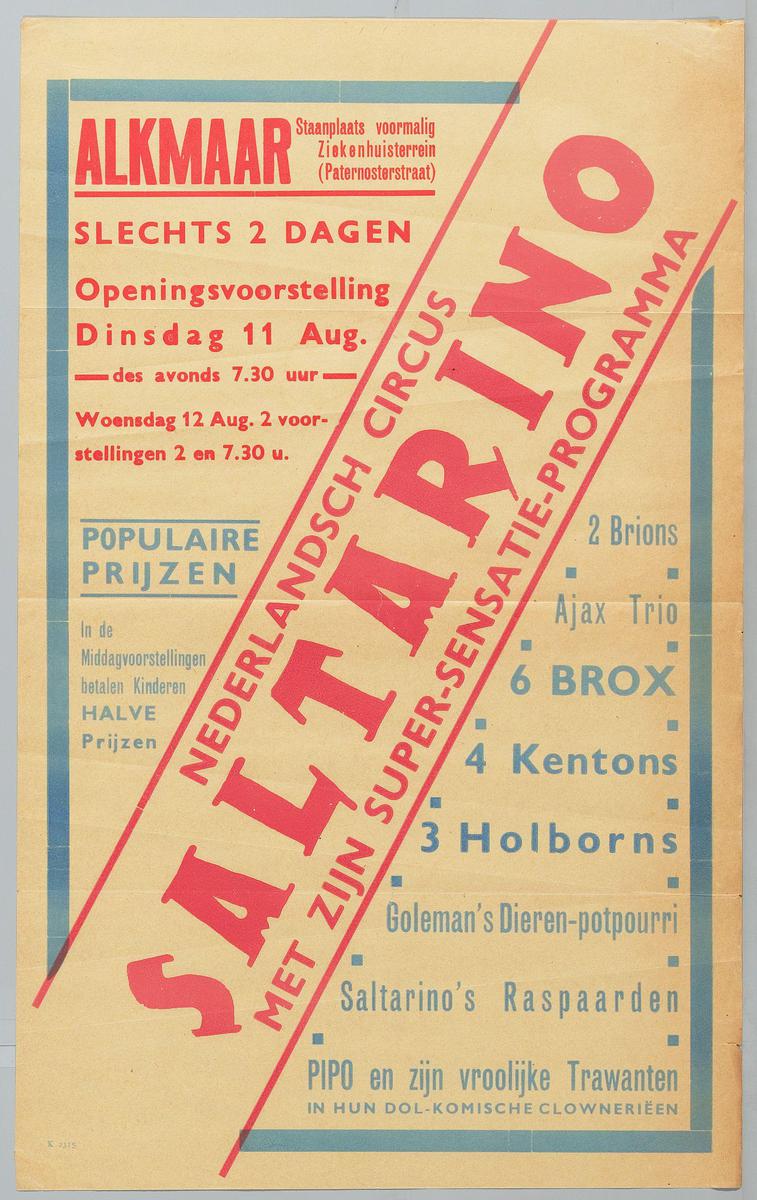 ALKMAAR
Staanplaats voormalig
Ziekenhuisterrein
(Paternosterstraat)
SLECHTS 2 DAGEN
Openingsvoorstelling
Dinsdag 11 Aug.
des avonds 7.30 uur
Woensdag 12 Aug. 2 voor-
stellingen 2 en 7.30 u.
POPULAIRE
PRIJZEN
In de
Middagvoorstellingen
betalen Kinderen
HALVE
Prijzen
NEDERLANDSCH CIRCUS
SALTARINO
MET ZIJN SUPER-SENSATIE-PROGRAMMA
2 Brions
Ajax Trio
6 BROX
4 Kentons
3 Holborns
Goleman's Dieren-potpourri
Saltarino's Raspaarden
PIPO en zijn vroolijke Trawanten
IN HUN DOL-KOMISCHE CLOWNERIËEN